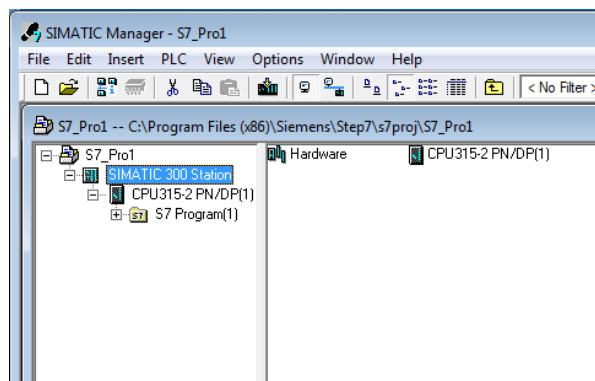 SIMATIC Manager - S7_Pro1
File Edit Insert PLC View Options Window Help
< No Filter >
S7_Pro1 -- C:\Program Files (x86)\Siemens\Step7\s7proj\S7_Pro1
S7_Pro1
SIMATIC 300 Station
CPU315-2 PN/DP(1)
S7 Program(1)
Hardware CPU315-2 PN/DP(1)